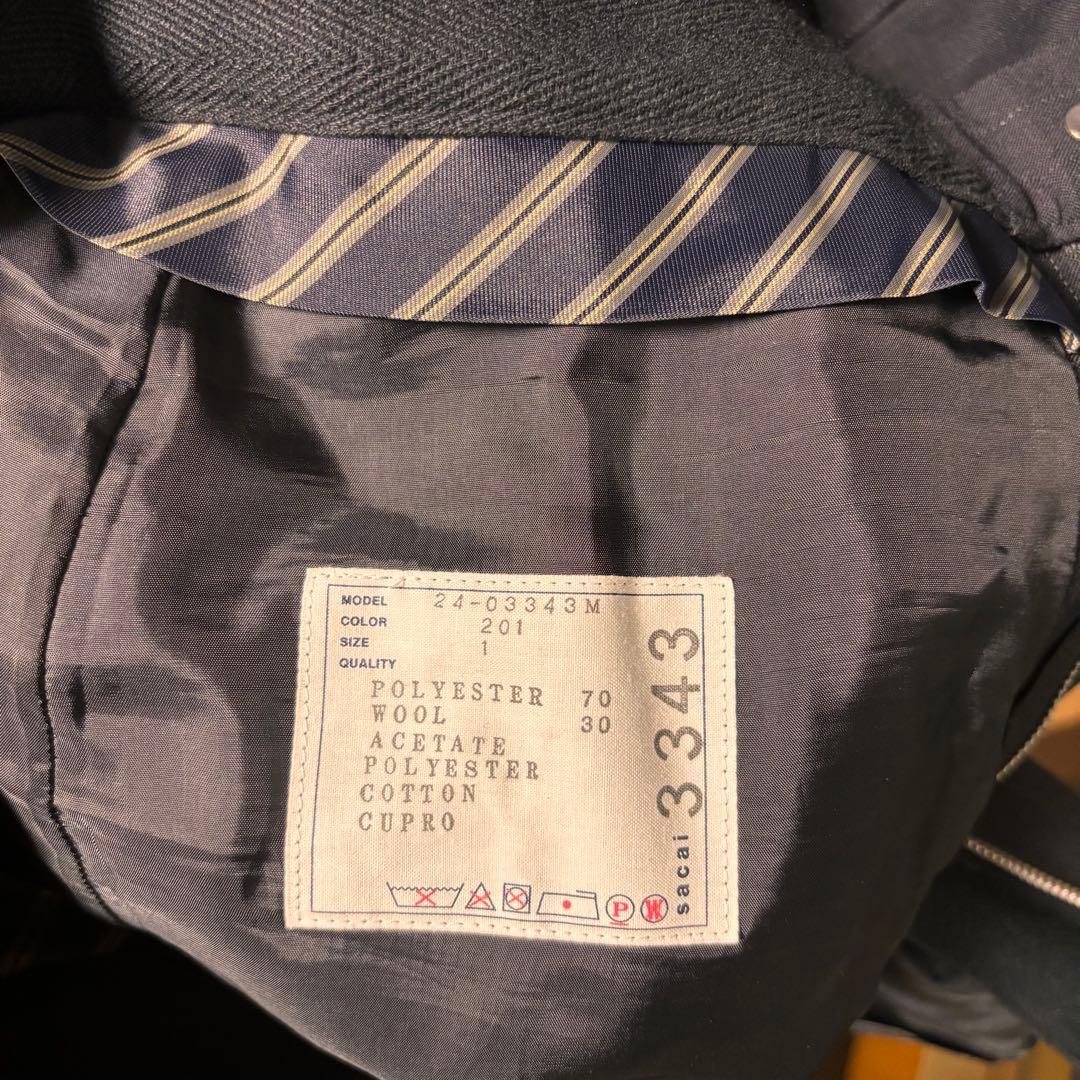 MODEL 24-03343M
COLOR 201
SIZE 1
QUALITY
POLYESTER 70
WOOL 30
ACETATE
POLYESTER
COTTON
CUPRO
P W
sacai 3343